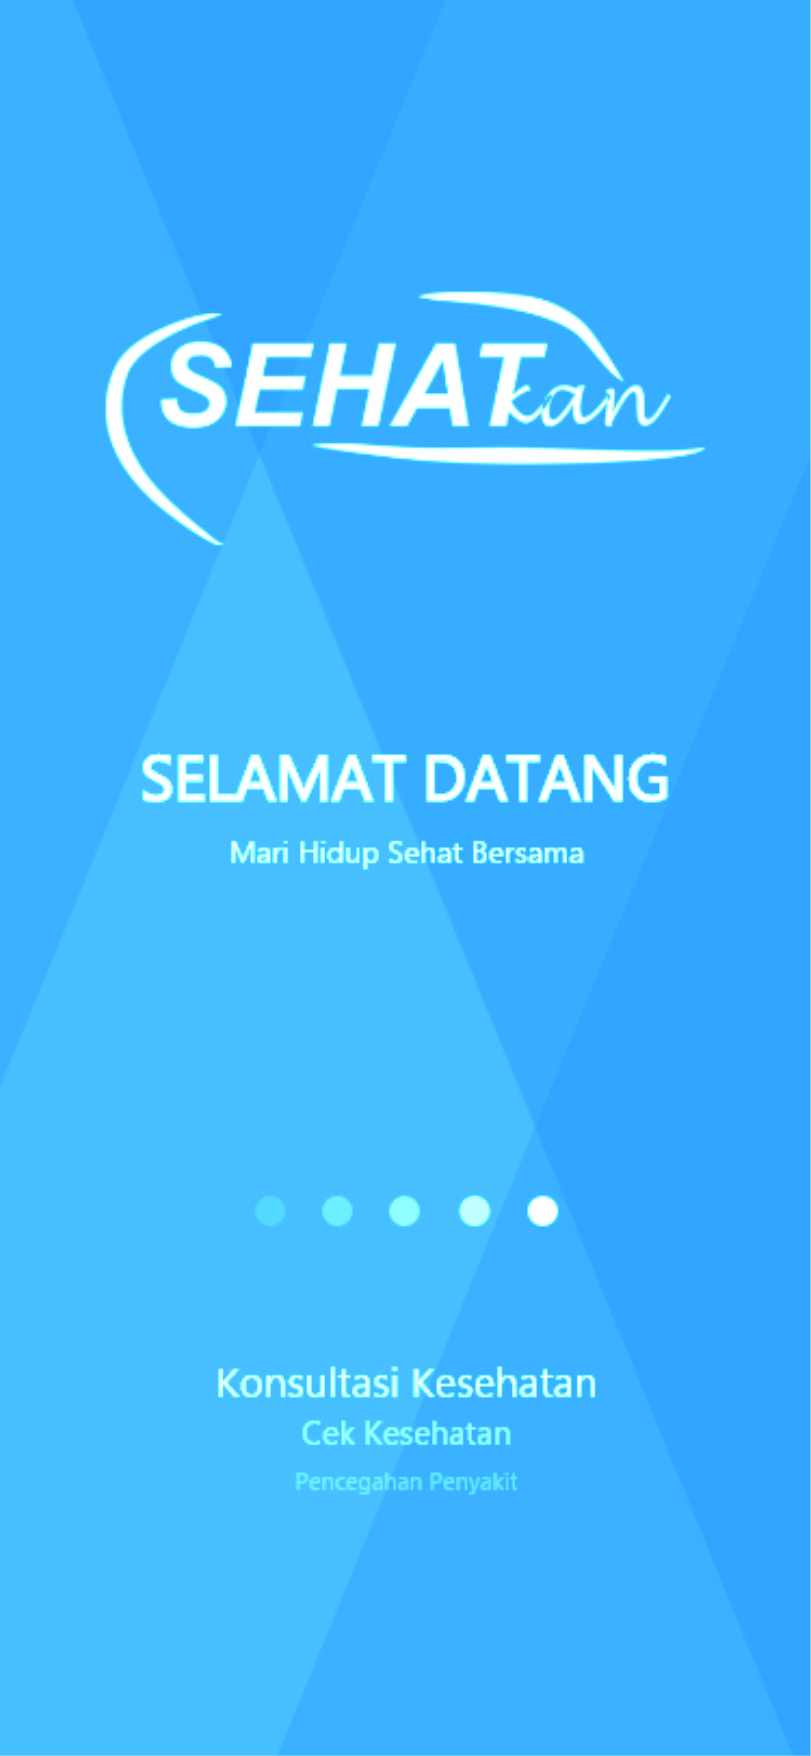 SEHATkan
SELAMAT DATANG
Mari Hidup Sehat Bersama
Konsultasi Kesehatan
Cek Kesehatan
Pencegahan Penyakit